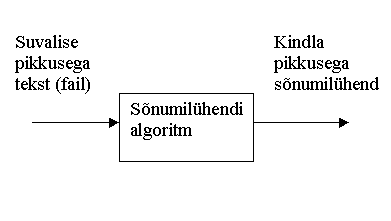 Suvalise
pikkusega
tekst (fail)
Sõnumilühendi
algoritm
Kindla
pikkusega
sõnumilühend